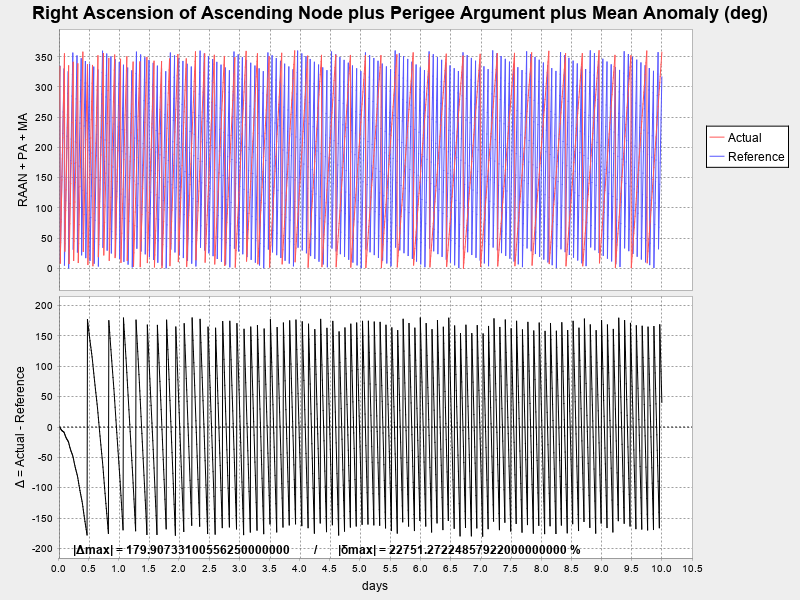 Right Ascension of Ascending Node plus Perigee Argument plus Mean Anomaly (deg)
RAAN + PA + MA
350
300
250
200
150
100
50
0
Actual
Reference
Δ = Actual - Reference
200
150
100
50
0
-50
-100
-150
-200
|Δmax| = 179.90733100556250000000 / |δmax| = 22751.27224857922000000000 %
0.0 0.5 1.0 1.5 2.0 2.5 3.0 3.5 4.0 4.5 5.0 5.5 6.0 6.5 7.0 7.5 8.0 8.5 9.0 9.5 10.0 10.5
days